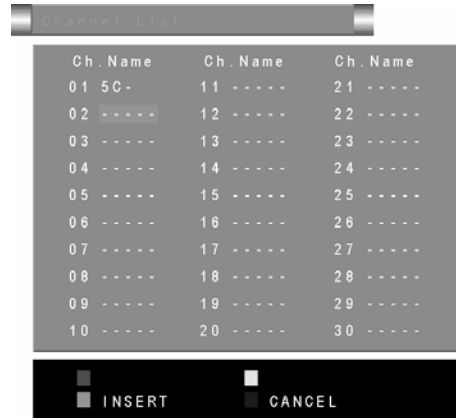 Channel List
Ch.Name Ch.Name Ch.Name
01 5C- 11 ----- 21 -----
02 ----- 12 ----- 22 -----
03 ----- 13 ----- 23 -----
04 ----- 14 ----- 24 -----
05 ----- 15 ----- 25 -----
06 ----- 16 ----- 26 -----
07 ----- 17 ----- 27 -----
08 ----- 18 ----- 28 -----
09 ----- 19 ----- 29 -----
10 ----- 20 ----- 30 -----
INSERT CANCEL